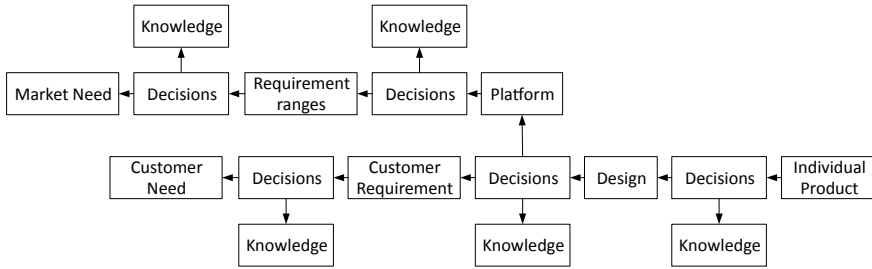 Knowledge
Knowledge
Market Need
Decisions
Requirement
ranges
Decisions
Platform
Customer
Need
Decisions
Customer
Requirement
Decisions
Design
Decisions
Individual
Product
Knowledge
Knowledge
Knowledge